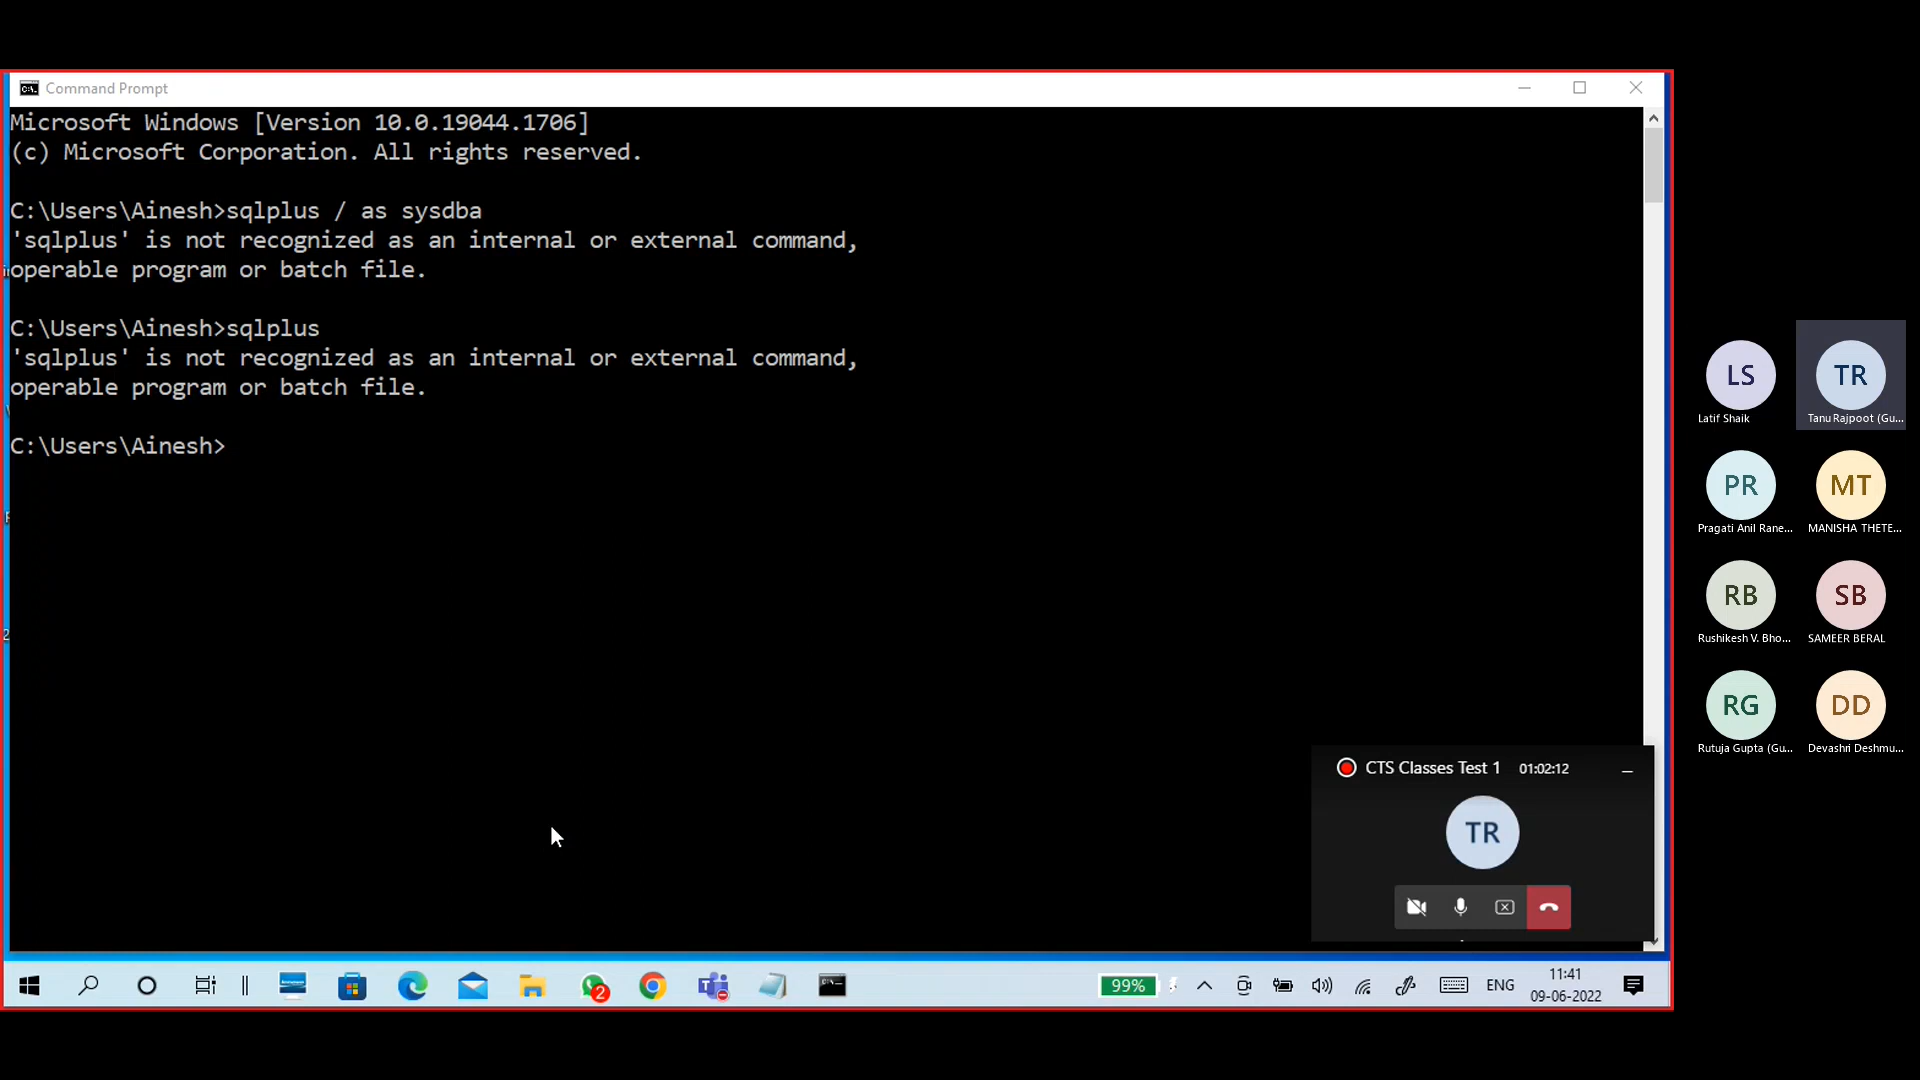 Command Prompt
Microsoft Windows [Version 10.0.19044.1706]
(c) Microsoft Corporation. All rights reserved.
C:\Users\Ainesh>sqlplus / as sysdba
'sqlplus' is not recognized as an internal or external command,
operable program or batch file.
C:\Users\Ainesh>sqlplus
'sqlplus' is not recognized as an internal or external command,
operable program or batch file.
C:\Users\Ainesh>
LS
Latif Shaik
TR
Tanu Rajpoot (Gu...
PR
Pragati Anil Rane...
MT
MANISHA THETE...
RB
Rushikesh V. Bho...
SB
SAMEER BERAL
RG
Rutuja Gupta (Gu...
DD
Devashri Deshmu...
CTS Classes Test 1 01:02:12
TR
2
99%
ENG
11:41
09-06-2022